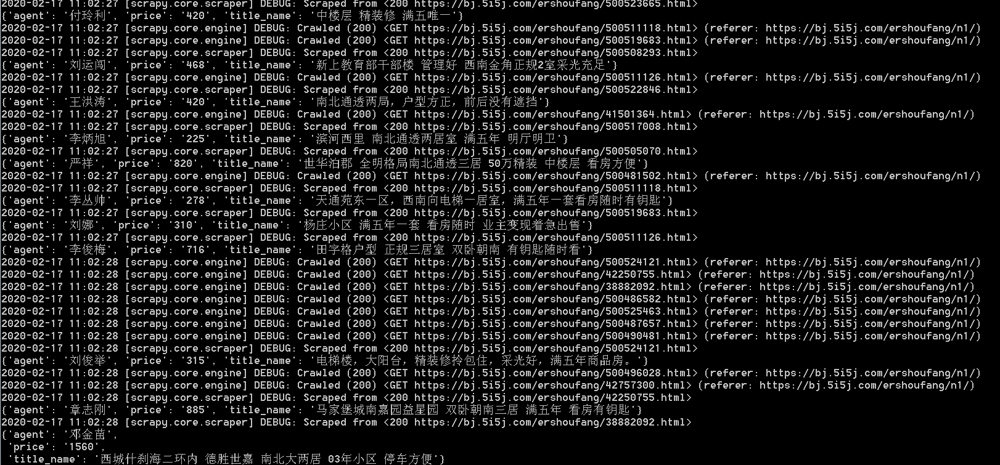 2020-02-17 11:02:27 [scrapy.core.scraper] DEBUG: Scraped from <200 https://bj.5i5j.com/ershoufang/500523665.html>
{'agent': '付玲利', 'price': '420', 'title_name': '中楼层 精装修 满五唯一'}
2020-02-17 11:02:27 [scrapy.core.engine] DEBUG: Crawled (200) <GET https://bj.5i5j.com/ershoufang/500511118.html> (referer: https://bj.5i5j.com/ershoufang/n1/)
2020-02-17 11:02:27 [scrapy.core.engine] DEBUG: Crawled (200) <GET https://bj.5i5j.com/ershoufang/500519683.html> (referer: https://bj.5i5j.com/ershoufang/n1/)
2020-02-17 11:02:27 [scrapy.core.scraper] DEBUG: Scraped from <200 https://bj.5i5j.com/ershoufang/500508293.html>
{'agent': '刘运闯', 'price': '468', 'title_name': '新上教育部干部楼 管理好 西南金角正规2室采光充足'}
2020-02-17 11:02:27 [scrapy.core.engine] DEBUG: Crawled (200) <GET https://bj.5i5j.com/ershoufang/500511126.html> (referer: https://bj.5i5j.com/ershoufang/n1/)
2020-02-17 11:02:27 [scrapy.core.scraper] DEBUG: Scraped from <200 https://bj.5i5j.com/ershoufang/500522846.html>
{'agent': '王洪涛', 'price': '420', 'title_name': '南北通透两局，户型方正，前后没有遮挡'}
2020-02-17 11:02:27 [scrapy.core.engine] DEBUG: Crawled (200) <GET https://bj.5i5j.com/ershoufang/41501364.html> (referer: https://bj.5i5j.com/ershoufang/n1/)
2020-02-17 11:02:27 [scrapy.core.scraper] DEBUG: Scraped from <200 https://bj.5i5j.com/ershoufang/500517008.html>
{'agent': '李炳旭', 'price': '225', 'title_name': '滨河西里 南北通透两居室 满五年 明厅明卫'}
2020-02-17 11:02:27 [scrapy.core.scraper] DEBUG: Scraped from <200 https://bj.5i5j.com/ershoufang/500505070.html>
{'agent': '严祥', 'price': '820', 'title_name': '世华泊郡 全明格局南北通透三居 50万精装 中楼层 看房方便'}
2020-02-17 11:02:27 [scrapy.core.engine] DEBUG: Crawled (200) <GET https://bj.5i5j.com/ershoufang/500481502.html> (referer: https://bj.5i5j.com/ershoufang/n1/)
2020-02-17 11:02:27 [scrapy.core.scraper] DEBUG: Scraped from <200 https://bj.5i5j.com/ershoufang/500511118.html>
{'agent': '李丛帅', 'price': '278', 'title_name': '天通苑东一区，西南向电梯一居室，满五年一套看房随时有钥匙'}
2020-02-17 11:02:27 [scrapy.core.scraper] DEBUG: Scraped from <200 https://bj.5i5j.com/ershoufang/500519683.html>
{'agent': '刘娜', 'price': '310', 'title_name': '杨庄小区 满五年一套 看房随时 业主变现着急出售'}
2020-02-17 11:02:27 [scrapy.core.scraper] DEBUG: Scraped from <200 https://bj.5i5j.com/ershoufang/500511126.html>
{'agent': '李俊梅', 'price': '716', 'title_name': '田字格户型 正规三居室 双卧朝南 有钥匙随时看'}
2020-02-17 11:02:28 [scrapy.core.engine] DEBUG: Crawled (200) <GET https://bj.5i5j.com/ershoufang/500524121.html> (referer: https://bj.5i5j.com/ershoufang/n1/)
2020-02-17 11:02:28 [scrapy.core.engine] DEBUG: Crawled (200) <GET https://bj.5i5j.com/ershoufang/42250755.html> (referer: https://bj.5i5j.com/ershoufang/n1/)
2020-02-17 11:02:28 [scrapy.core.engine] DEBUG: Crawled (200) <GET https://bj.5i5j.com/ershoufang/38882092.html> (referer: https://bj.5i5j.com/ershoufang/n1/)
2020-02-17 11:02:28 [scrapy.core.engine] DEBUG: Crawled (200) <GET https://bj.5i5j.com/ershoufang/500486582.html> (referer: https://bj.5i5j.com/ershoufang/n1/)
2020-02-17 11:02:28 [scrapy.core.engine] DEBUG: Crawled (200) <GET https://bj.5i5j.com/ershoufang/500525463.html> (referer: https://bj.5i5j.com/ershoufang/n1/)
2020-02-17 11:02:28 [scrapy.core.engine] DEBUG: Crawled (200) <GET https://bj.5i5j.com/ershoufang/500487657.html> (referer: https://bj.5i5j.com/ershoufang/n1/)
2020-02-17 11:02:28 [scrapy.core.engine] DEBUG: Crawled (200) <GET https://bj.5i5j.com/ershoufang/500490481.html> (referer: https://bj.5i5j.com/ershoufang/n1/)
2020-02-17 11:02:28 [scrapy.core.scraper] DEBUG: Scraped from <200 https://bj.5i5j.com/ershoufang/500524121.html>
{'agent': '刘俊举', 'price': '315', 'title_name': '电梯楼，大阳台，精装修拎包住，采光好，满五年商品房。'}
2020-02-17 11:02:28 [scrapy.core.engine] DEBUG: Crawled (200) <GET https://bj.5i5j.com/ershoufang/500496028.html> (referer: https://bj.5i5j.com/ershoufang/n1/)
2020-02-17 11:02:28 [scrapy.core.engine] DEBUG: Crawled (200) <GET https://bj.5i5j.com/ershoufang/42757300.html> (referer: https://bj.5i5j.com/ershoufang/n1/)
2020-02-17 11:02:28 [scrapy.core.scraper] DEBUG: Scraped from <200 https://bj.5i5j.com/ershoufang/42250755.html>
{'agent': '章志刚', 'price': '885', 'title_name': '马家堡城南嘉园益星园 双卧朝南三居 满五年 看房有钥匙'}
2020-02-17 11:02:28 [scrapy.core.scraper] DEBUG: Scraped from <200 https://bj.5i5j.com/ershoufang/38882092.html>
{'agent': '邓金苗',
'price': '1560',
'title_name': '西城什刹海二环内 德胜世嘉 南北大两居 03年小区 停车方便'}